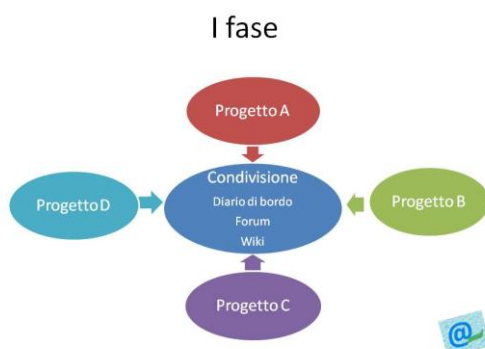 I fase
Progetto A
Condivisione
Diario di bordo
Forum
Wiki
Progetto D
Progetto B
Progetto C
@